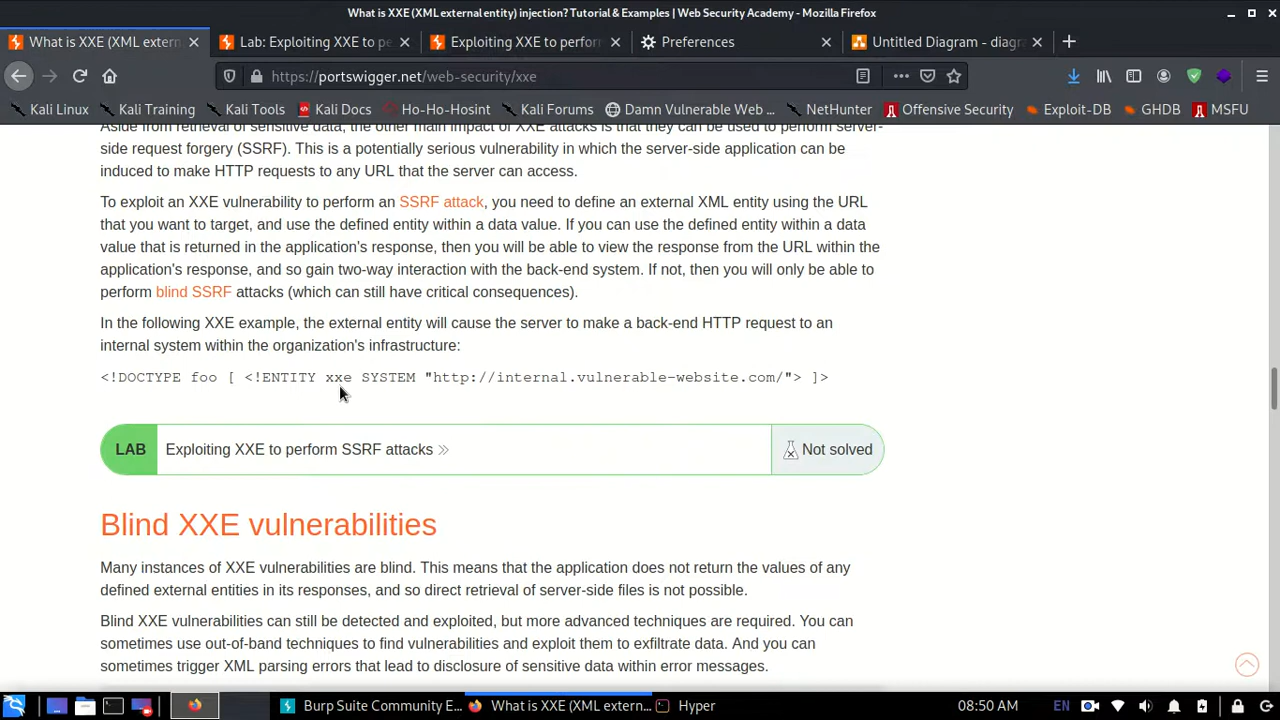 What is XXE (XML external entity) injection? Tutorial & Examples | Web Security Academy - Mozilla Firefox
What is XXE (XML extern
Lab: Exploiting XXE to pe
Exploiting XXE to perfor
Preferences
Untitled Diagram - diagra
https://portswigger.net/web-security/xxe
Kali Linux
Kali Training
Kali Tools
Kali Docs
Ho-Ho-Hosint
Kali Forums
Damn Vulnerable Web ...
NetHunter
Offensive Security
Exploit-DB
GHDB
MSFU
Aside from retrieval of sensitive data, the other main impact of XXE attacks is that they can be used to perform server-
side request forgery (SSRF). This is a potentially serious vulnerability in which the server-side application can be
induced to make HTTP requests to any URL that the server can access.
To exploit an XXE vulnerability to perform an SSRF attack, you need to define an external XML entity using the URL
that you want to target, and use the defined entity within a data value. If you can use the defined entity within a data
value that is returned in the application's response, then you will be able to view the response from the URL within the
application's response, and so gain two-way interaction with the back-end system. If not, then you will only be able to
perform blind SSRF attacks (which can still have critical consequences).
In the following XXE example, the external entity will cause the server to make a back-end HTTP request to an
internal system within the organization's infrastructure:
<!DOCTYPE foo [ <!ENTITY xxe SYSTEM "http://internal.vulnerable-website.com/"> ]>
LAB
Exploiting XXE to perform SSRF attacks
Not solved
Blind XXE vulnerabilities
Many instances of XXE vulnerabilities are blind. This means that the application does not return the values of any
defined external entities in its responses, and so direct retrieval of server-side files is not possible.
Blind XXE vulnerabilities can still be detected and exploited, but more advanced techniques are required. You can
sometimes use out-of-band techniques to find vulnerabilities and exploit them to exfiltrate data. And you can
sometimes trigger XML parsing errors that lead to disclosure of sensitive data within error messages.
Burp Suite Community E...
What is XXE (XML extern...
Hyper
08:50 AM
EN